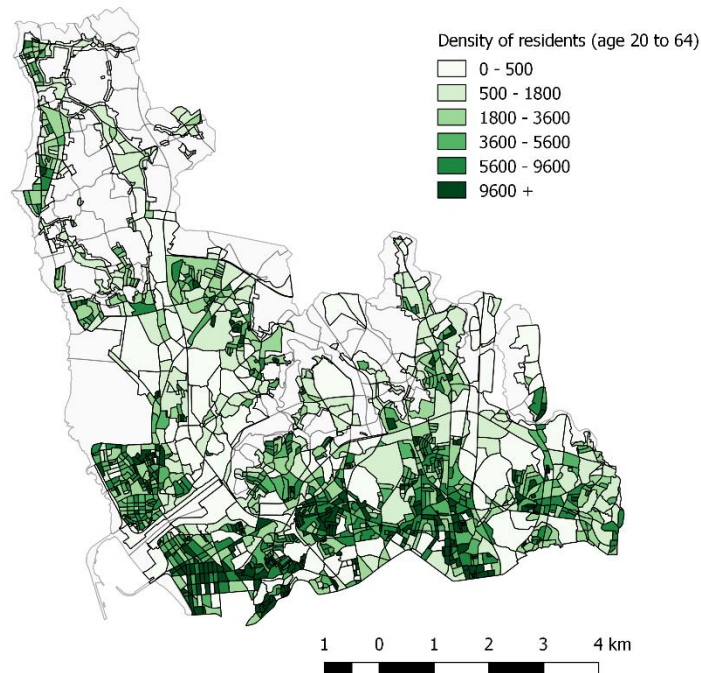 Density of residents (age 20 to 64)
0 - 500
500 - 1800
1800 - 3600
3600 - 5600
5600 - 9600
9600 +
1 0 1 2 3 4 km